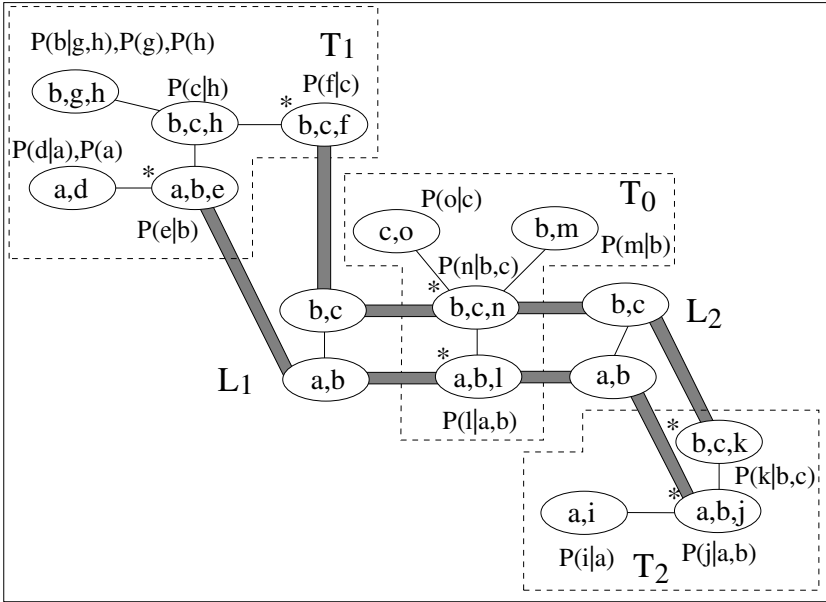 P(b|g,h),P(g),P(h)
T1
P(c|h)
P(f|c)
b,g,h
*
b,c,h
b,c,f
P(d|a),P(a)
*
a,d
a,b,e
P(e|b)
T0
P(o|c)
c,o
b,m
P(m|b)
P(n|b,c)
*
b,c
b,c,n
b,c
L2
L1
*
a,b
a,b,l
a,b
P(l|a,b)
*
b,c,k
P(k|b,c)
*
a,i
a,b,j
P(i|a)
P(j|a,b)
T2